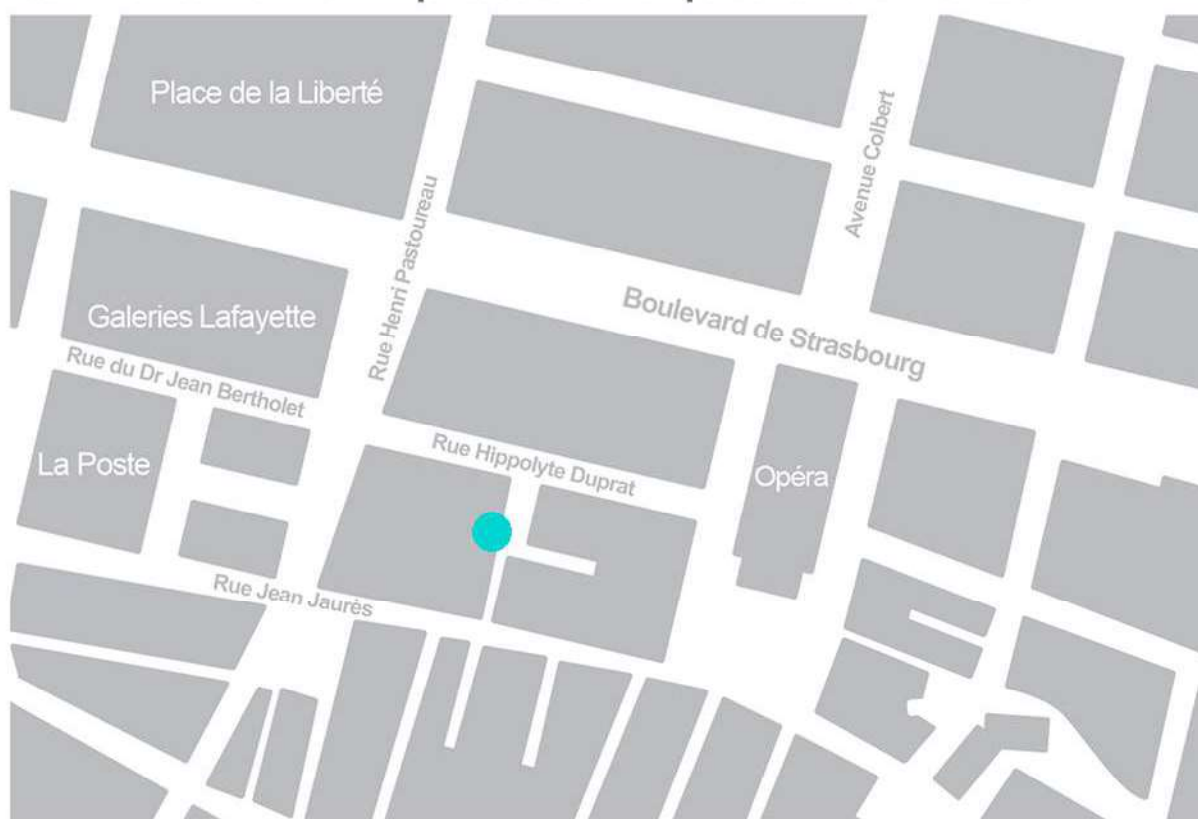 Place de la Liberté
Avenue Colbert
Rue Henri Pastoureau
Boulevard de Strasbourg
Galeries Lafayette
Rue du Dr Jean Bertholet
Rue Hippolyte Duprat
La Poste
Opéra
Rue Jean Jaurès